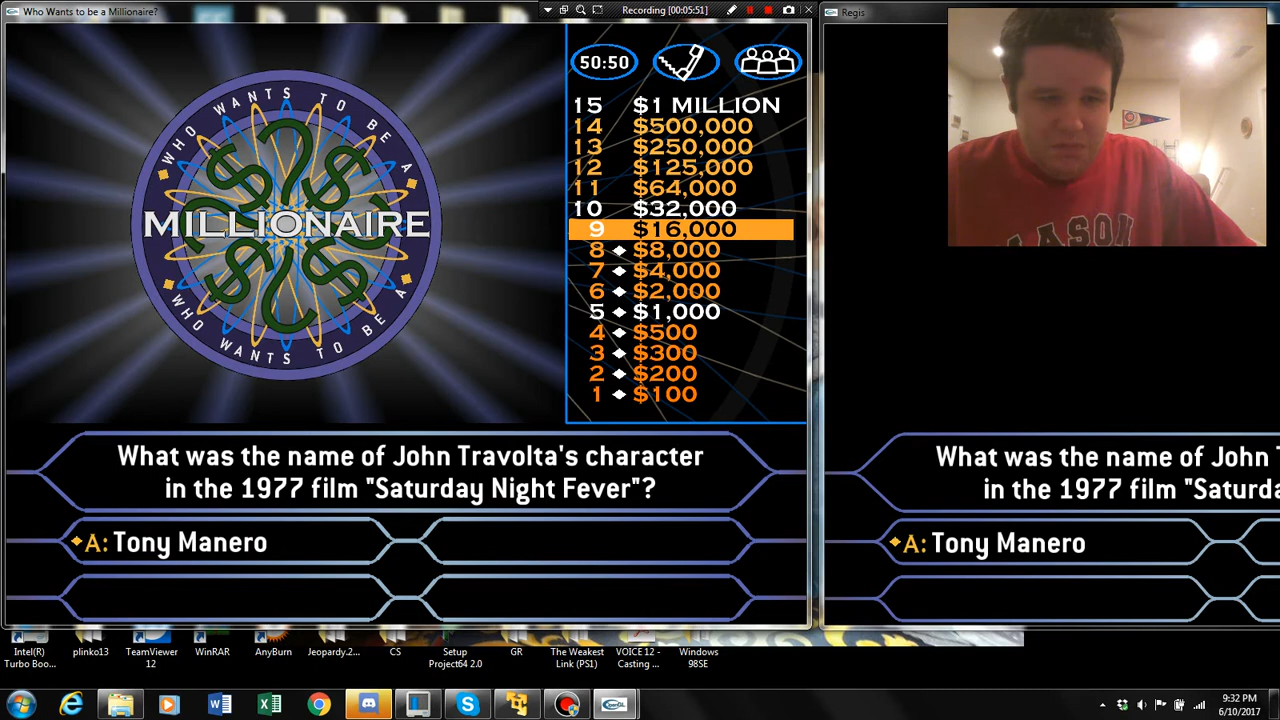 Who Wants to be a Millionaire?
Recording [00:05:51]
Regis
WHO WANTS TO BE A
MILLIONAIRE
WHO WANTS TO BE A
50:50
15 $1 MILLION
14 $500,000
13 $250,000
12 $125,000
11 $64,000
10 $32,000
9 $16,000
8 $8,000
7 $4,000
6 $2,000
5 $1,000
4 $500
3 $300
2 $200
1 $100
What was the name of John Travolta's character
in the 1977 film "Saturday Night Fever"?
A: Tony Manero
What was the name of John
in the 1977 film "Saturda
A: Tony Manero
Intel(R)
Turbo Boo...
plinko13
TeamViewer
12
WinRAR
AnyBurn
Jeopardy.2...
CS
Setup
Project64 2.0
GR
The Weakest
Link (PS1)
VOICE 12 -
Casting ...
Windows
98SE
9:32 PM
6/10/2017